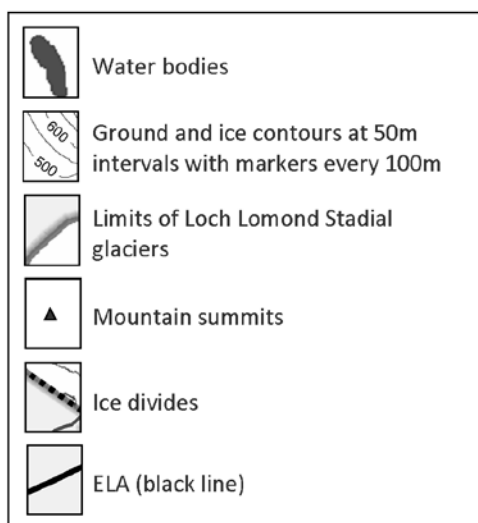 Water bodies
600
500
Ground and ice contours at 50m
intervals with markers every 100m
Limits of Loch Lomond Stadial
glaciers
Mountain summits
Ice divides
ELA (black line)